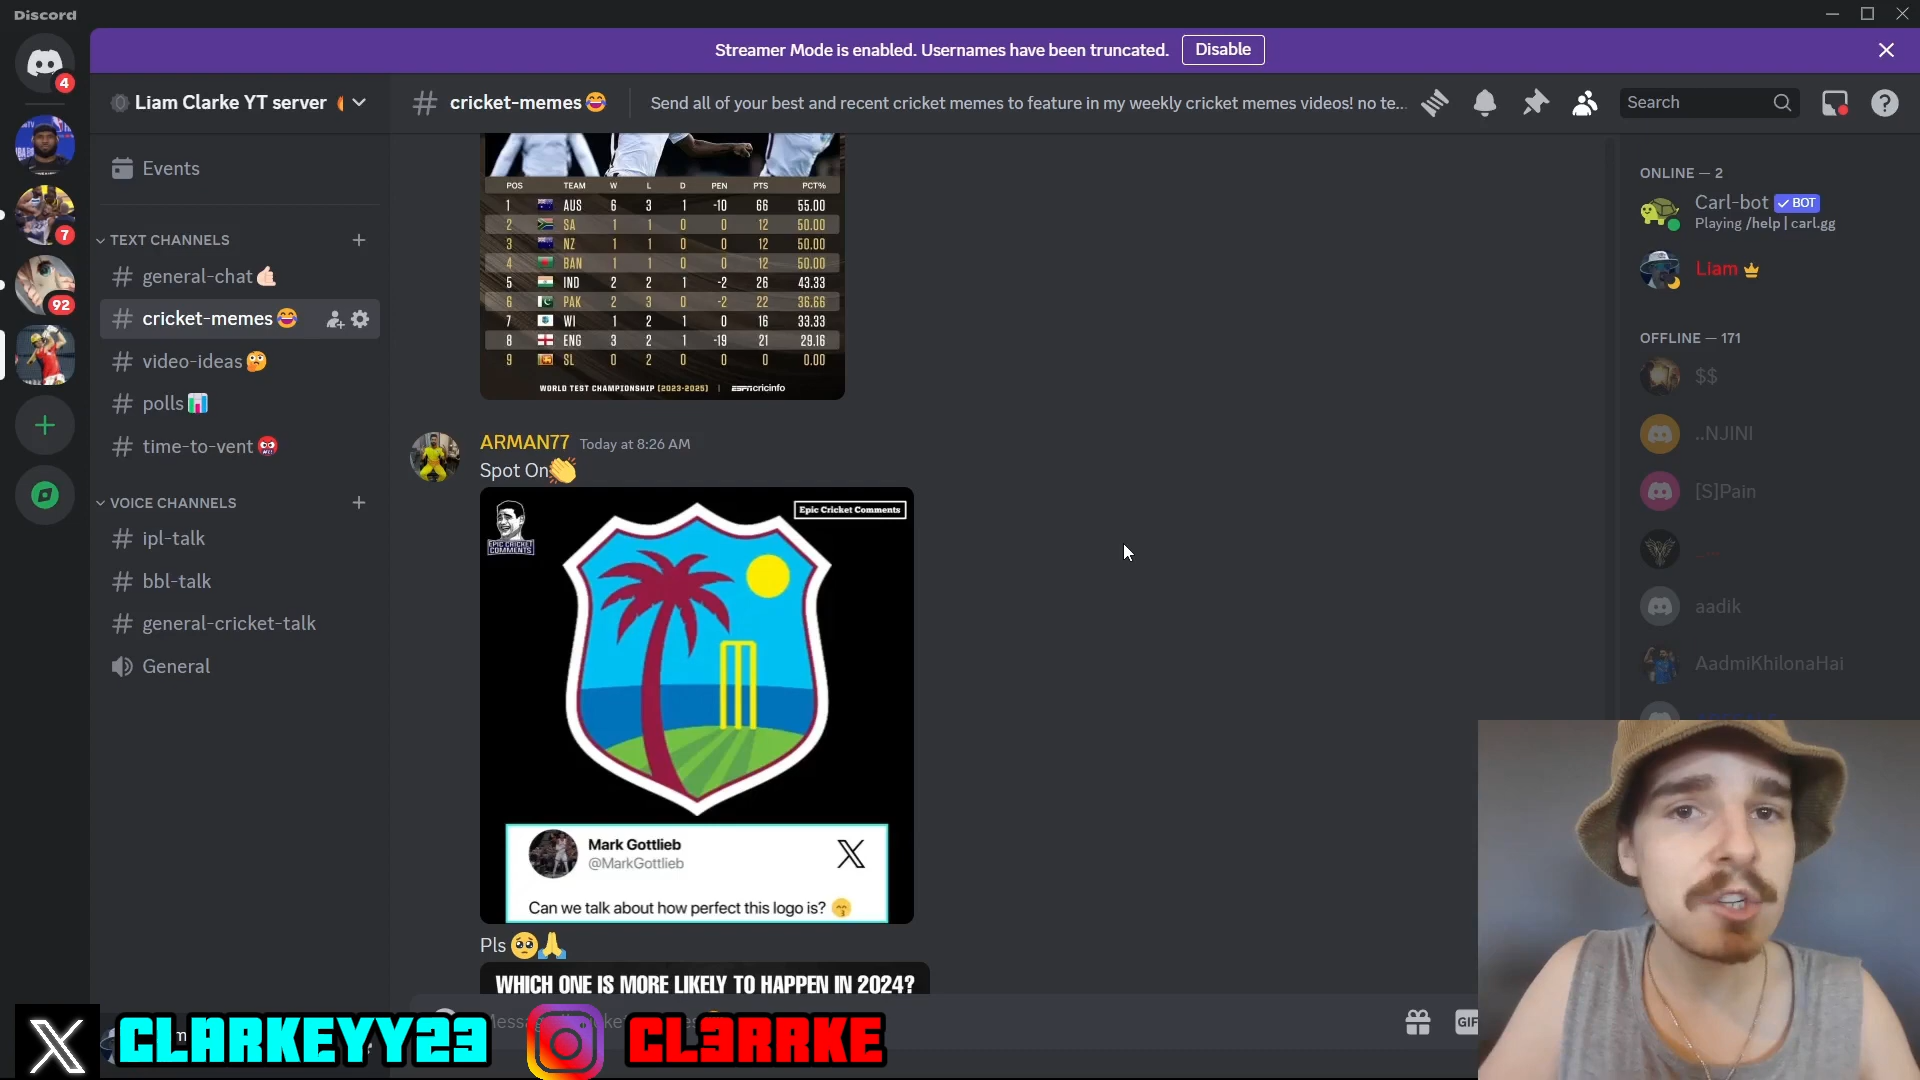 Discord
Streamer Mode is enabled. Usernames have been truncated. Disable
4
7
92
Liam Clarke YT server
Events
TEXT CHANNELS
general-chat
cricket-memes
video-ideas
polls
time-to-vent
VOICE CHANNELS
ipl-talk
bbl-talk
general-cricket-talk
General
cricket-memes😂
Send all of your best and recent cricket memes to feature in my weekly cricket memes videos! no te...
Search
POS TEAM W L D PEN PTS PCT%
1 AUS 6 3 1 -10 66 55.00
2 SA 1 1 0 0 12 50.00
3 NZ 1 1 0 0 12 50.00
4 BAN 1 1 0 0 12 50.00
5 IND 2 2 1 -2 26 43.33
6 PAK 2 3 0 -2 22 36.66
7 WI 1 2 1 0 16 33.33
8 ENG 3 2 1 -19 21 29.16
9 SL 0 2 0 0 0 0.00
WORLD TEST CHAMPIONSHIP (2023-2025) | ESPNcricinfo
ARMAN77 Today at 8:26 AM
Spot On👏
EPIC CRICKET COMMENTS
Epic Cricket Comments
Mark Gottlieb
@MarkGottlieb
Can we talk about how perfect this logo is? 😙
Pls 🥺🙏
WHICH ONE IS MORE LIKELY TO HAPPEN IN 2024?
GIF
ONLINE — 2
Carl-bot BOT
Playing /help | carl.gg
Liam
OFFLINE — 171
$$
..NJINI
[S]Pain
aadik
AadmiKhilonaHai
X CLARKEYY23
CL3RRKE